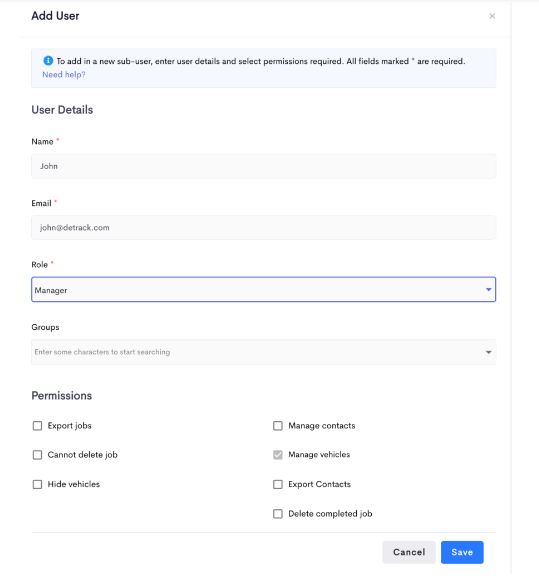 Add User
×
To add in a new sub-user, enter user details and select permissions required. All fields marked * are required.
Need help?
User Details
Name *
John
Email *
john@detrack.com
Role *
Manager
Groups
Enter some characters to start searching
Permissions
Export jobs
Manage contacts
Cannot delete job
Manage vehicles
Hide vehicles
Export Contacts
Delete completed job
Cancel
Save